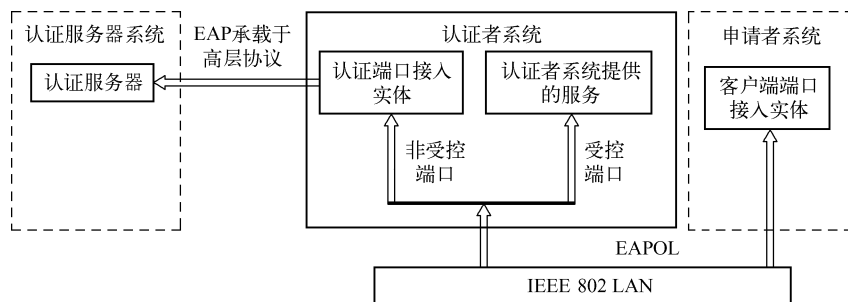 认证服务器系统
认证服务器
EAP承载于
高层协议
认证者系统
认证端口接入
实体
认证者系统提供
的服务
非受控
端口
受控
端口
申请者系统
客户端端口
接入实体
EAPOL
IEEE 802 LAN